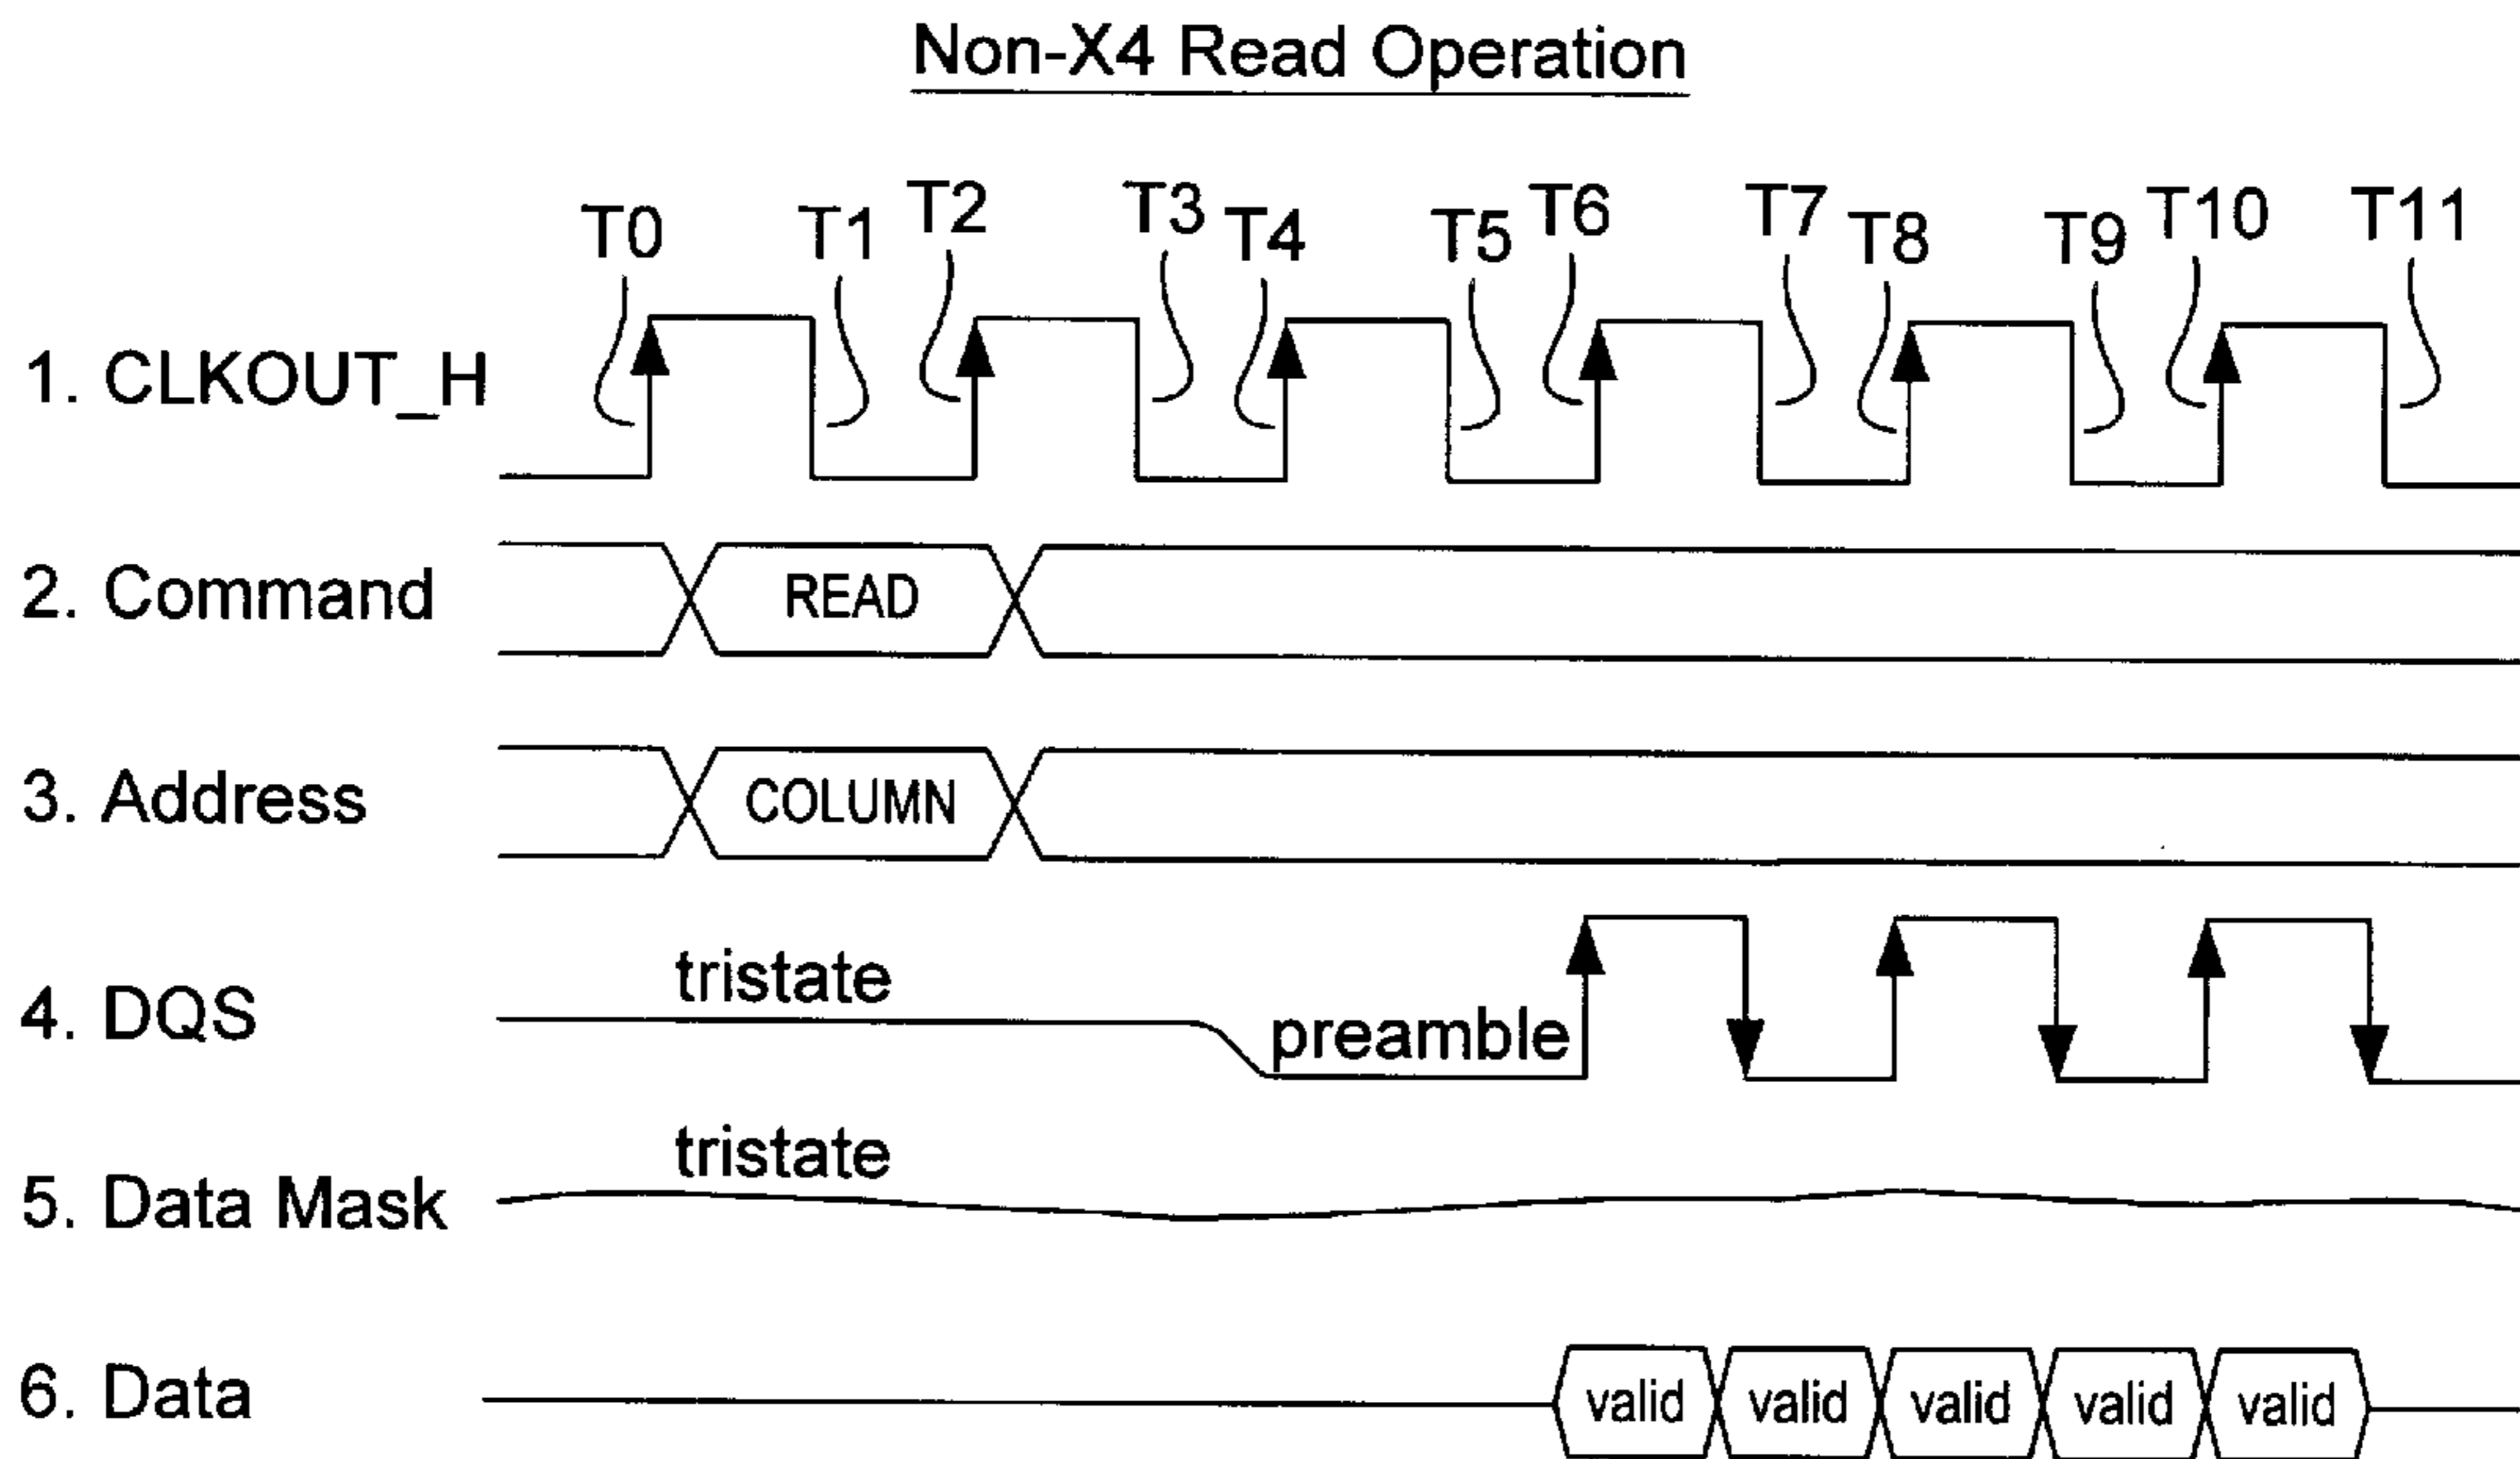 Non-X4 Read Operation
T0 T1 T2 T3 T4 T5 T6 T7 T8 T9 T10 T11
1. CLKOUT_H
2. Command READ
3. Address COLUMN
tristate
4. DQS preamble
tristate
5. Data Mask
6. Data valid valid valid valid valid